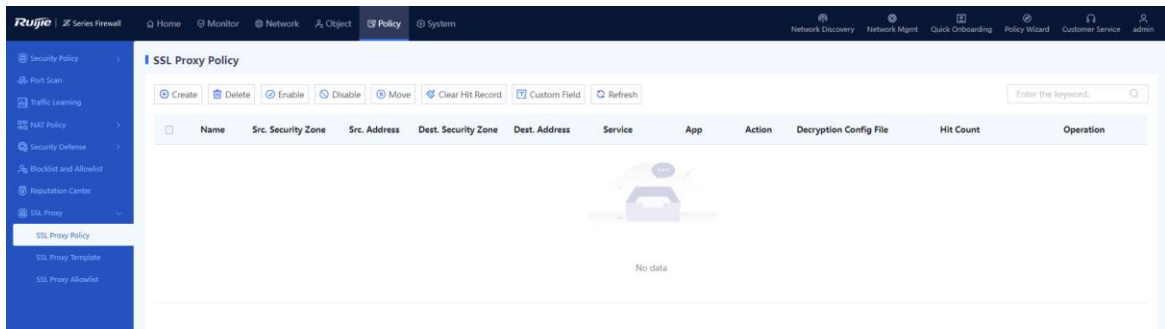 Ruijie | Z Series Firewall Home Monitor Network Object Policy System Network Discovery Network Mgmt Quick Onboarding Policy Wizard Customer Service admin
Security Policy
Port Scan
Traffic Learning
NAT Policy
Security Defense
Blocklist and Allowlist
Reputation Center
SSL Proxy
SSL Proxy Policy
SSL Proxy Template
SSL Proxy Allowlist
SSL Proxy Policy
Create Delete Enable Disable Move Clear Hit Record Custom Field Refresh Enter the keyword.
Name Src. Security Zone Src. Address Dest. Security Zone Dest. Address Service App Action Decryption Config File Hit Count Operation
No data